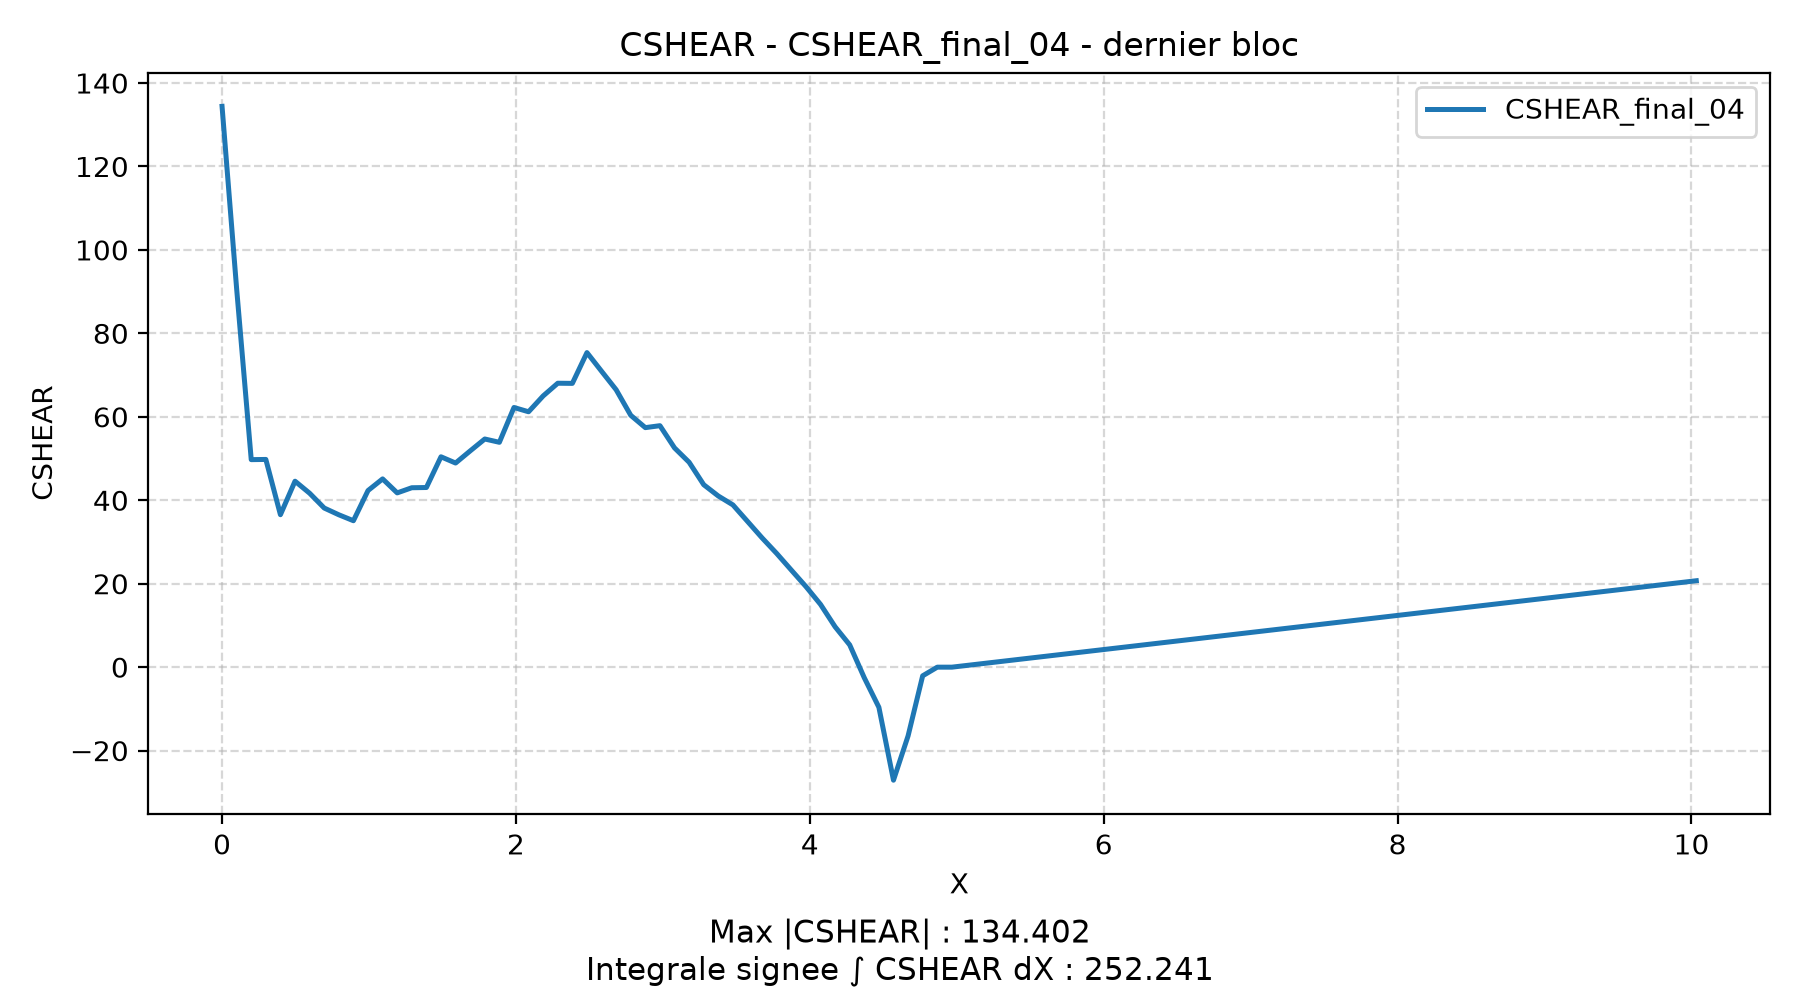 CSHEAR - CSHEAR_final_04 - dernier bloc
140
120
100
80
60
40
20
0
−20
CSHEAR
CSHEAR_final_04
0 2 4 6 8 10
X
Max |CSHEAR| : 134.402
Integrale signee ∫ CSHEAR dX : 252.241